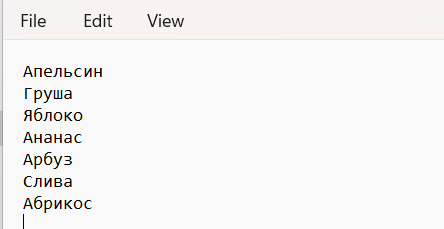 File Edit View
Апельсин
Груша
Яблоко
Ананас
Арбуз
Слива
Абрикос